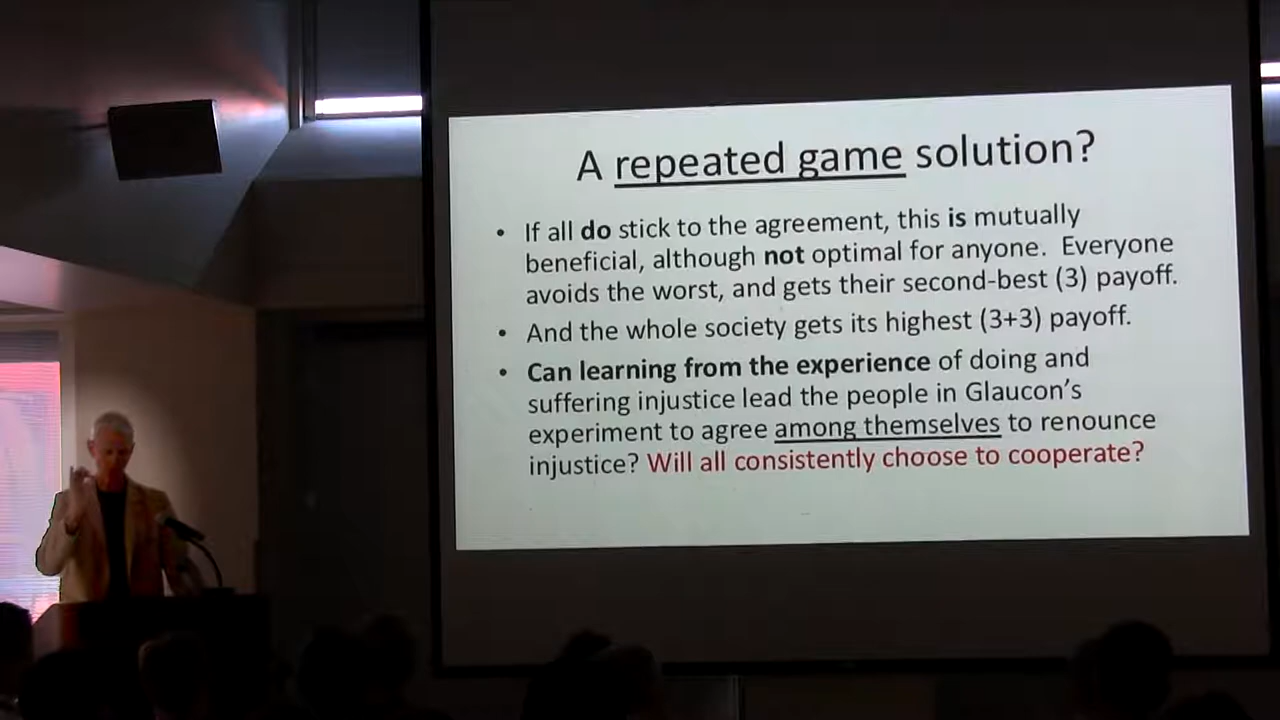 A repeated game solution?
• If all do stick to the agreement, this is mutually
beneficial, although not optimal for anyone. Everyone
avoids the worst, and gets their second-best (3) payoff.
• And the whole society gets its highest (3+3) payoff.
• Can learning from the experience of doing and
suffering injustice lead the people in Glaucon's
experiment to agree among themselves to renounce
injustice? Will all consistently choose to cooperate?